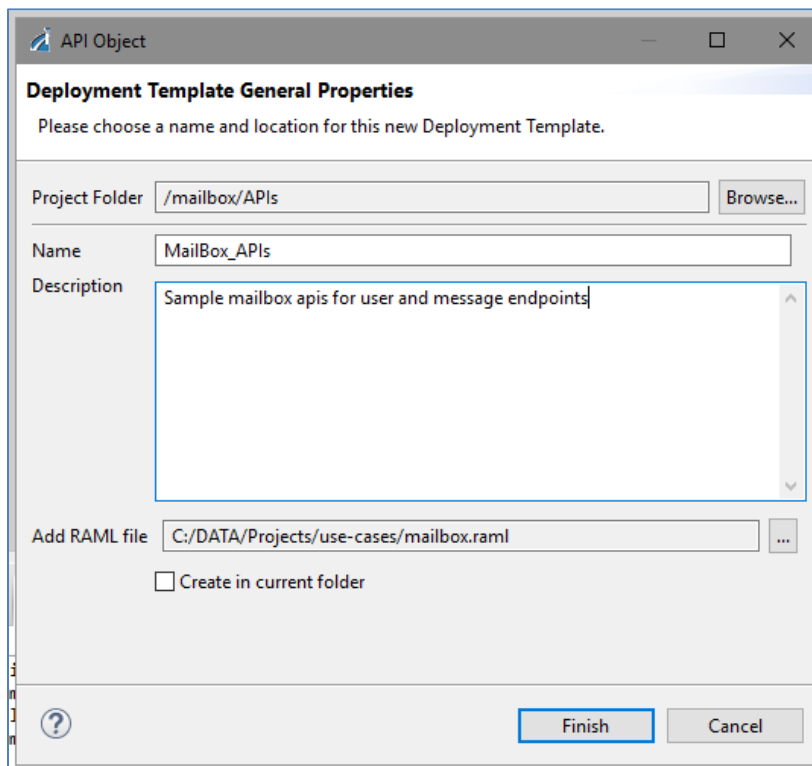 API Object
Deployment Template General Properties
Please choose a name and location for this new Deployment Template.
Project Folder /mailbox/APIs Browse...
Name MailBox_APIs
Description Sample mailbox apis for user and message endpoints
Add RAML file C:/DATA/Projects/use-cases/mailbox.raml ...
Create in current folder
Finish Cancel